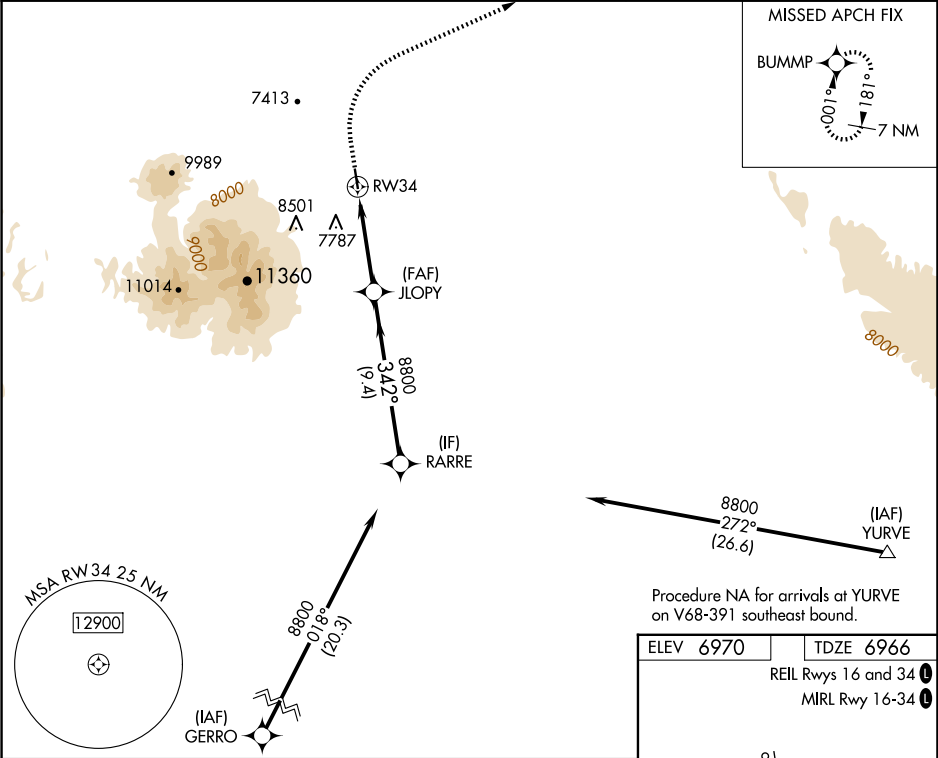 MISSED APCH FIX
BUMMP
001°
181°
7 NM
7413
9989
8000
RW34
8501
7787
9000
11360
11014
(FAF)
JLOPY
8000
8800
342°
(9.4)
(IF)
RARRE
8800
272°
(26.6)
(IAF)
YURVE
MSA RW34 25 NM
12900
8800
018°
(20.3)
Procedure NA for arrivals at YURVE
on V68-391 southeast bound.
(IAF)
GERRO
ELEV 6970
TDZE 6966
REIL Rwys 16 and 34 L
MIRL Rwy 16-34 L